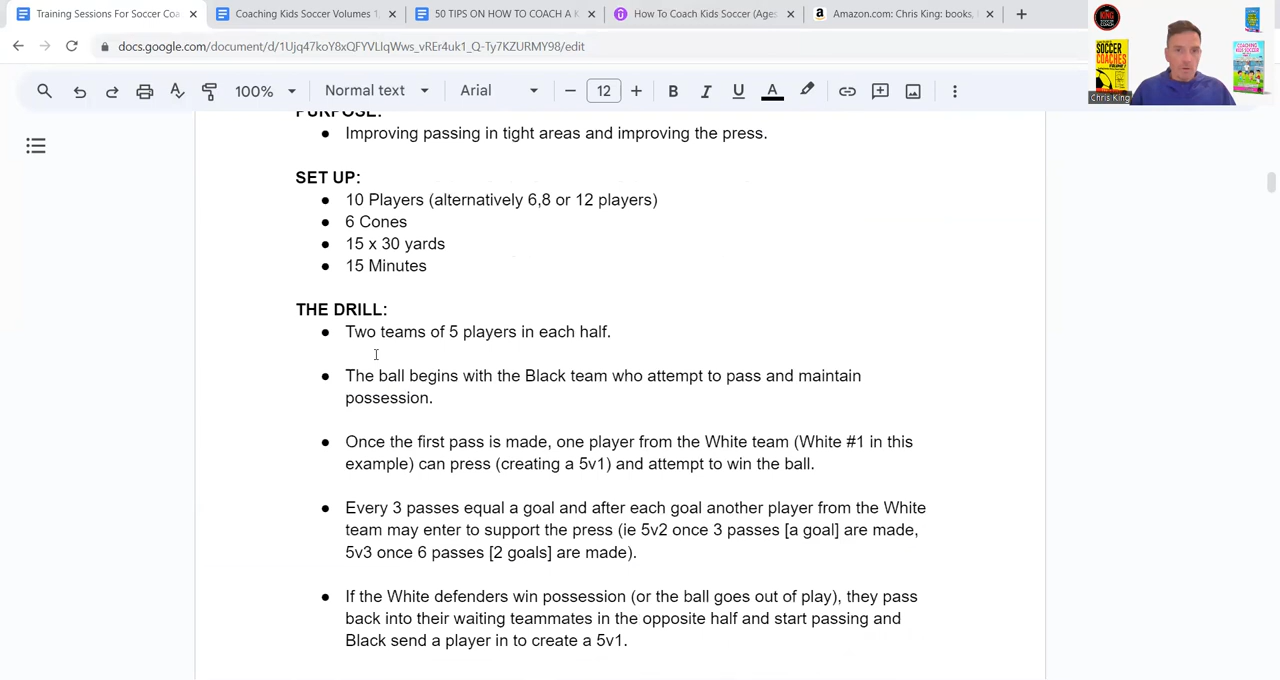 Training Sessions For Soccer Coa
Coaching Kids Soccer Volumes 1,
50 TIPS ON HOW TO COACH A K
How To Coach Kids Soccer (Ages
Amazon.com: Chris King: books,
docs.google.com/document/d/1Ujq47koY8xQFYVLIqWws_vREr4uk1_Q-Ty7KZURMY98/edit
100%
Normal text
Arial
12
KING
SOCCER
COACHES
Chris King
PURPOSE:
● Improving passing in tight areas and improving the press.
SET UP:
● 10 Players (alternatively 6,8 or 12 players)
● 6 Cones
● 15 x 30 yards
● 15 Minutes
THE DRILL:
● Two teams of 5 players in each half.
● The ball begins with the Black team who attempt to pass and maintain
possession.
● Once the first pass is made, one player from the White team (White #1 in this
example) can press (creating a 5v1) and attempt to win the ball.
● Every 3 passes equal a goal and after each goal another player from the White
team may enter to support the press (ie 5v2 once 3 passes [a goal] are made,
5v3 once 6 passes [2 goals] are made).
● If the White defenders win possession (or the ball goes out of play), they pass
back into their waiting teammates in the opposite half and start passing and
Black send a player in to create a 5v1.